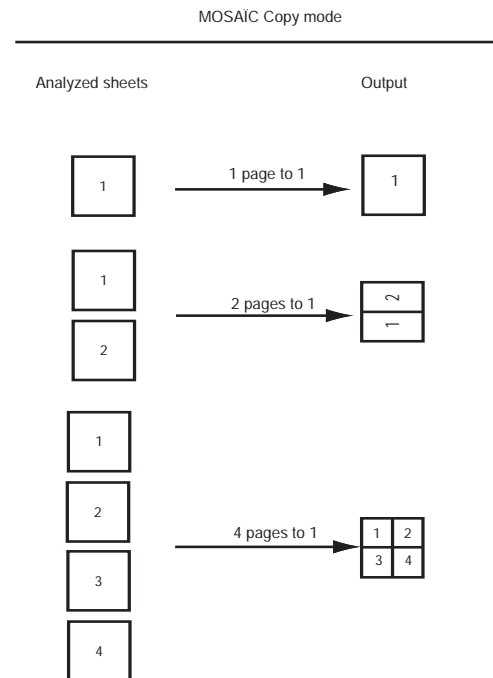 MOSAÏC Copy mode
Analyzed sheets Output
1 1 page to 1 1
1
2
2 pages to 1
2
1
1
2
3
4
4 pages to 1
1 2
3 4